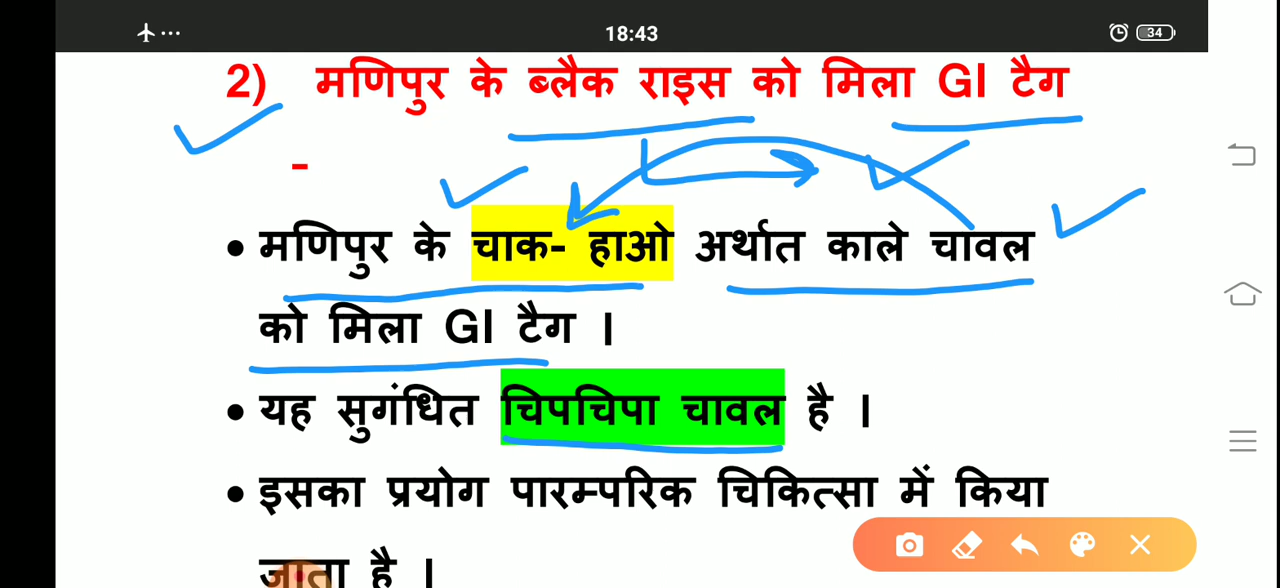 18:43
34
2) मणिपुर के ब्लैक राइस को मिला GI टैग
-
• मणिपुर के चाक- हाओ अर्थात काले चावल
को मिला GI टैग ।
• यह सुगंधित चिपचिपा चावल है ।
• इसका प्रयोग पारम्परिक चिकित्सा में किया
जाता है ।